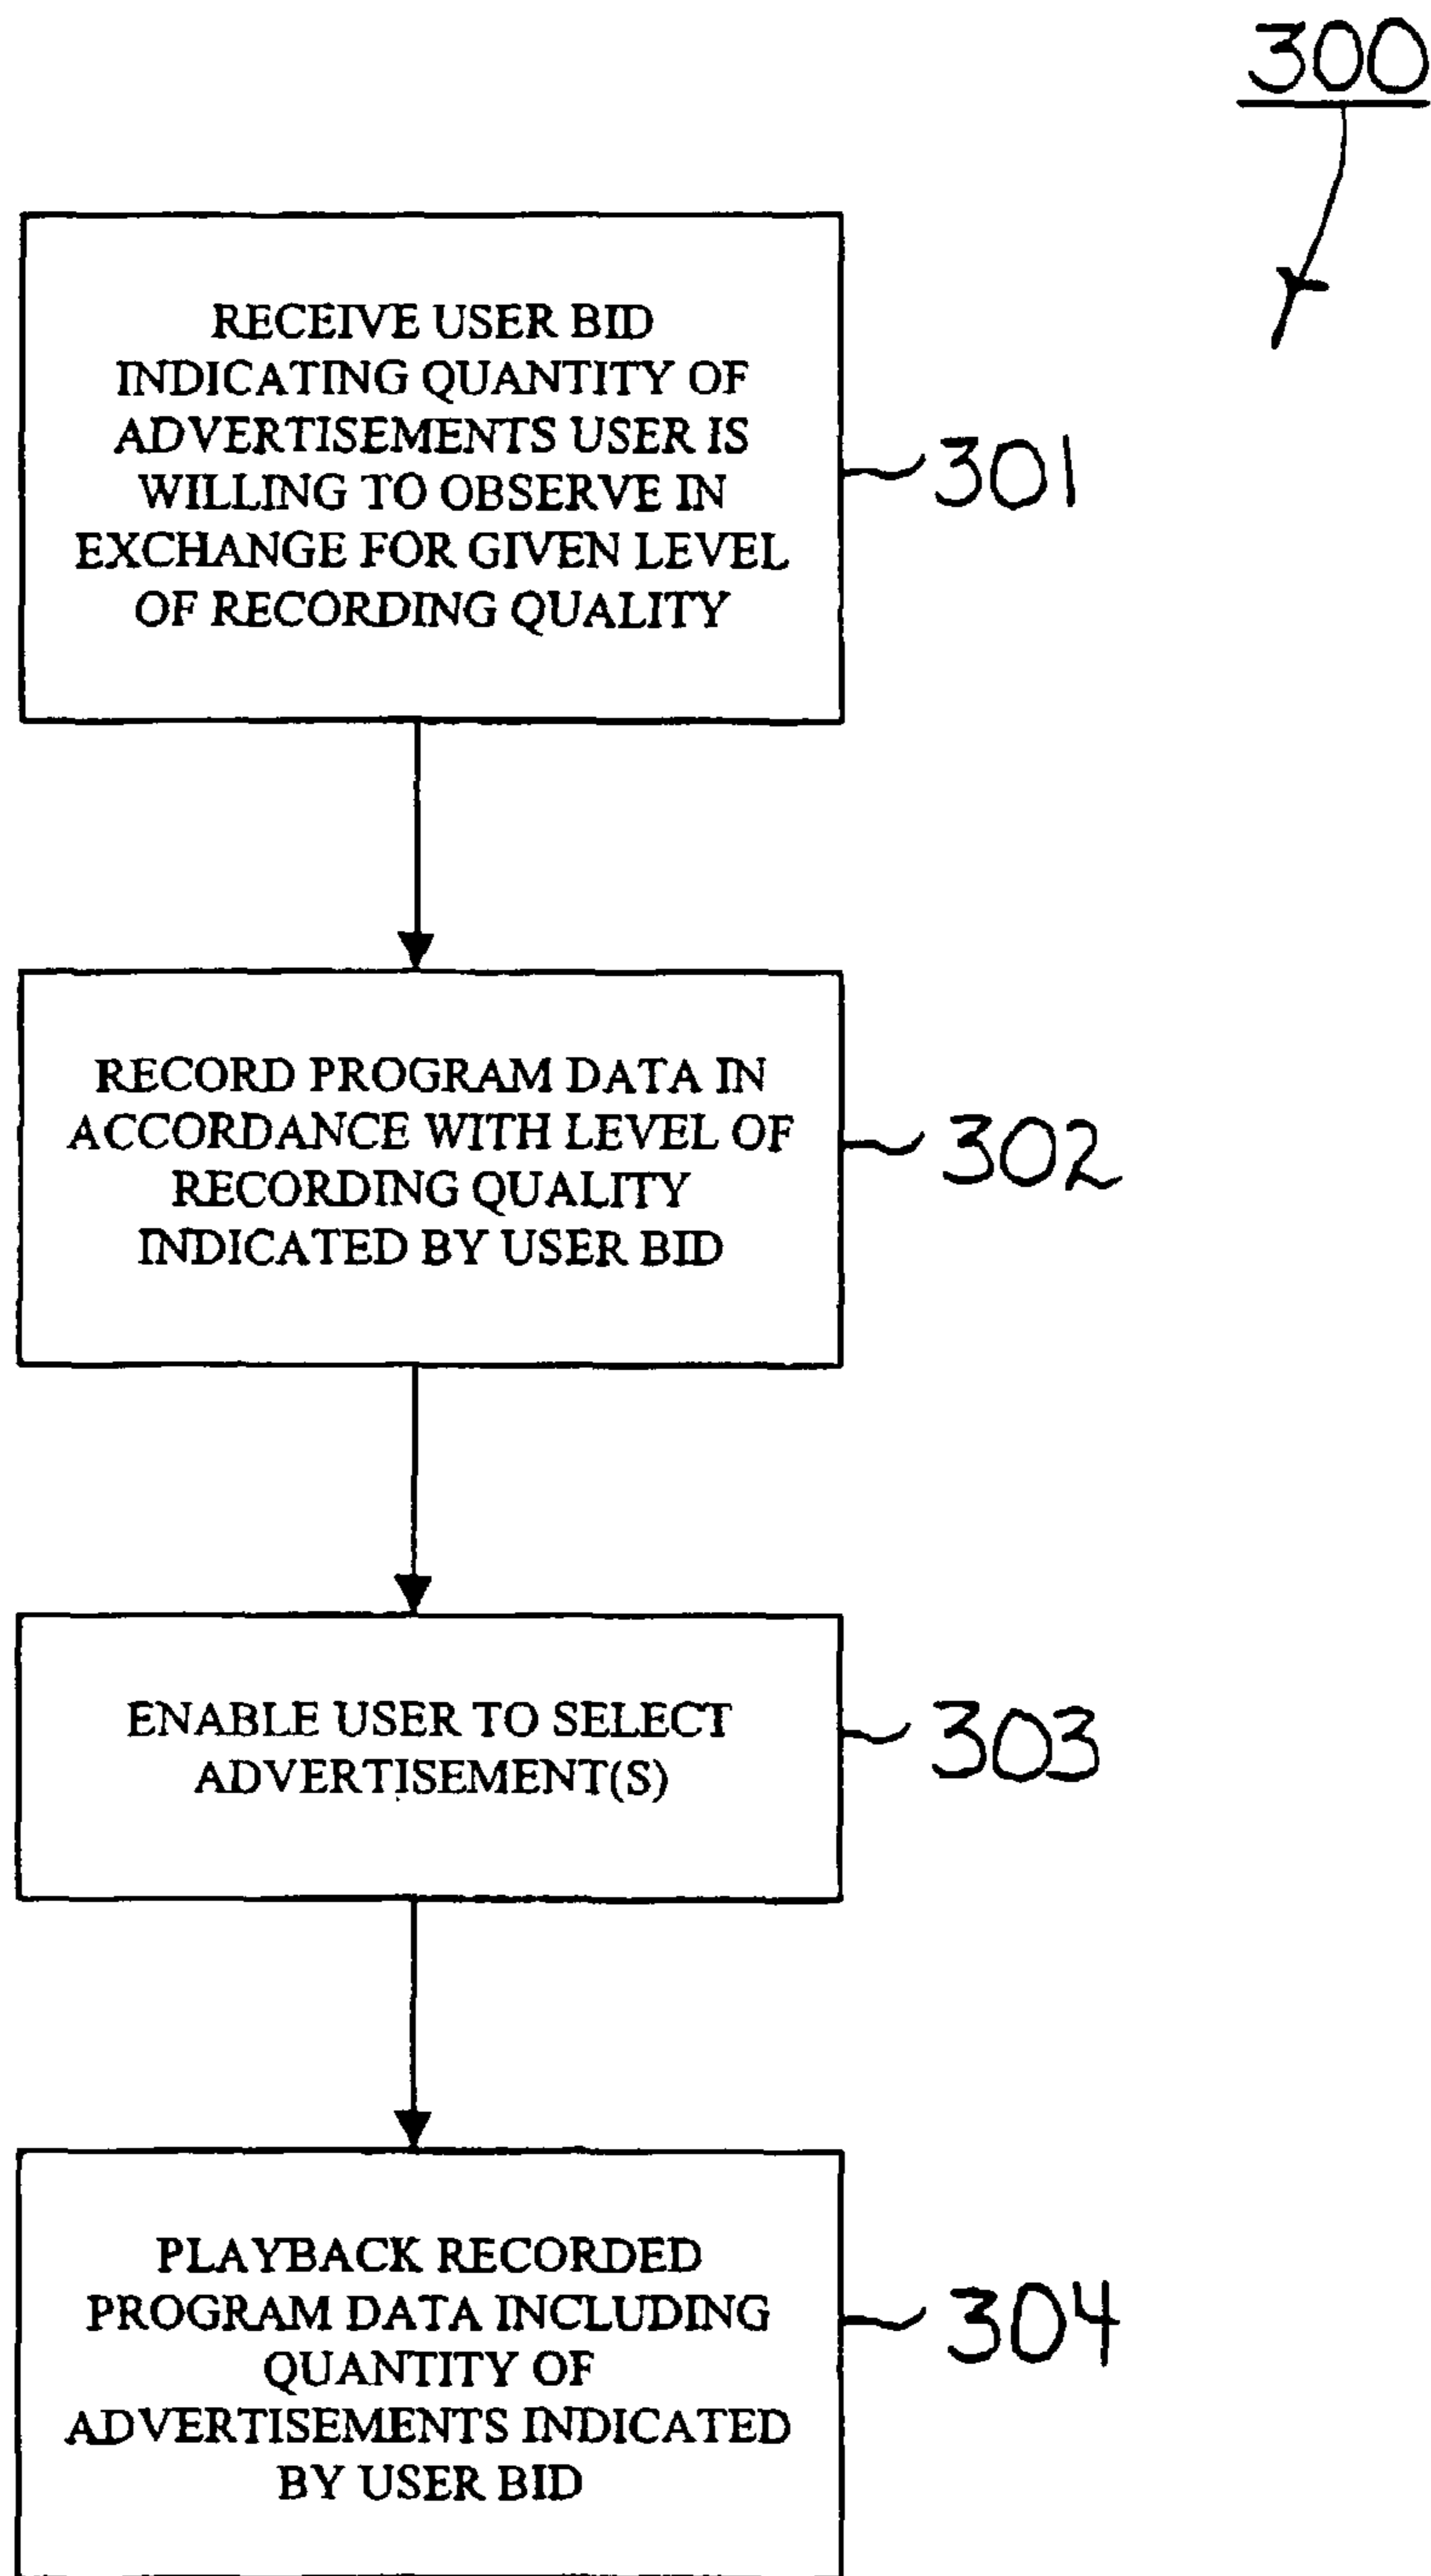 300
RECEIVE USER BID
INDICATING QUANTITY OF
ADVERTISEMENTS USER IS
WILLING TO OBSERVE IN
EXCHANGE FOR GIVEN LEVEL
OF RECORDING QUALITY
301
RECORD PROGRAM DATA IN
ACCORDANCE WITH LEVEL OF
RECORDING QUALITY
INDICATED BY USER BID
302
ENABLE USER TO SELECT
ADVERTISEMENT(S)
303
PLAYBACK RECORDED
PROGRAM DATA INCLUDING
QUANTITY OF
ADVERTISEMENTS INDICATED
BY USER BID
304